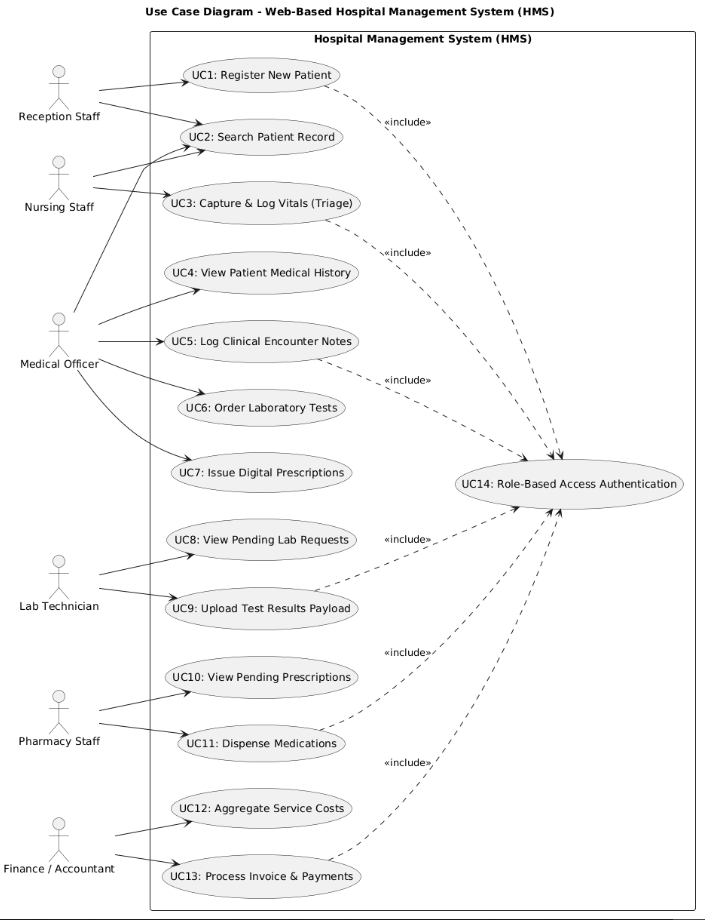 Use Case Diagram - Web-Based Hospital Management System (HMS)
Hospital Management System (HMS)
UC1: Register New Patient
Reception Staff
«include»
UC2: Search Patient Record
Nursing Staff
UC3: Capture & Log Vitals (Triage)
«include»
UC4: View Patient Medical History
UC5: Log Clinical Encounter Notes
Medical Officer
«include»
UC6: Order Laboratory Tests
UC7: Issue Digital Prescriptions
UC14: Role-Based Access Authentication
UC8: View Pending Lab Requests
«include»
Lab Technician
UC9: Upload Test Results Payload
«include»
UC10: View Pending Prescriptions
Pharmacy Staff
UC11: Dispense Medications
«include»
UC12: Aggregate Service Costs
Finance / Accountant
UC13: Process Invoice & Payments